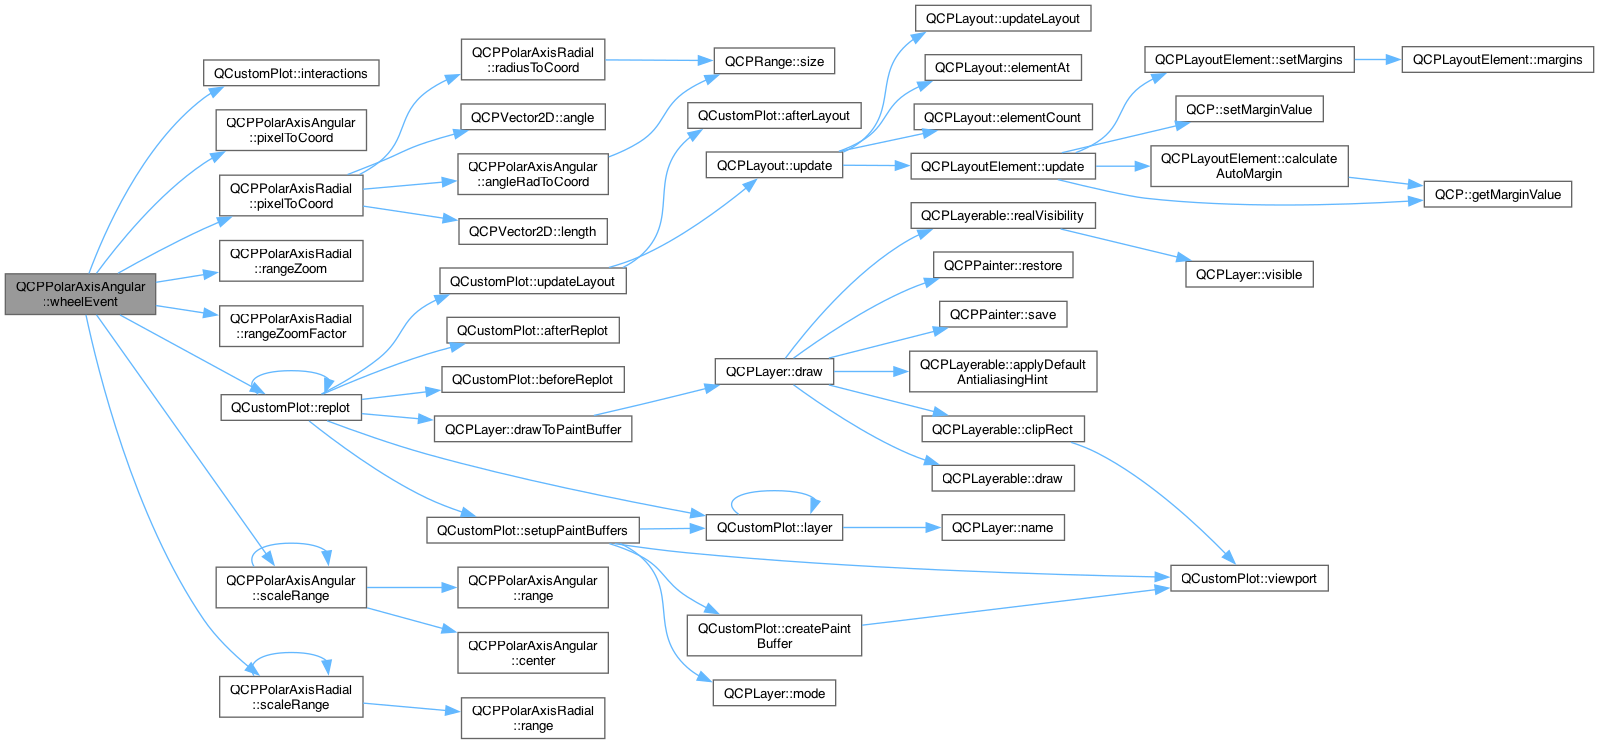 QCPPolarAxisAngular
::wheelEvent
QCustomPlot::interactions
QCPPolarAxisAngular
::pixelToCoord
QCPPolarAxisRadial
::pixelToCoord
QCPPolarAxisRadial
::rangeZoom
QCPPolarAxisRadial
::rangeZoomFactor
QCustomPlot::replot
QCPPolarAxisAngular
::scaleRange
QCPPolarAxisRadial
::scaleRange
QCPPolarAxisRadial
::radiusToCoord
QCPVector2D::angle
QCPPolarAxisAngular
::angleRadToCoord
QCPVector2D::length
QCustomPlot::updateLayout
QCustomPlot::afterReplot
QCustomPlot::beforeReplot
QCPLayer::drawToPaintBuffer
QCustomPlot::setupPaintBuffers
QCPPolarAxisAngular
::range
QCPPolarAxisAngular
::center
QCPPolarAxisRadial
::range
QCPRange::size
QCustomPlot::afterLayout
QCPLayout::update
QCPLayer::draw
QCustomPlot::layer
QCustomPlot::createPaint
Buffer
QCPLayer::mode
QCPLayout::updateLayout
QCPLayout::elementAt
QCPLayout::elementCount
QCPLayoutElement::update
QCPLayerable::realVisibility
QCPPainter::restore
QCPPainter::save
QCPLayerable::applyDefault
AntialiasingHint
QCPLayerable::clipRect
QCPLayerable::draw
QCPLayer::name
QCPLayoutElement::setMargins
QCP::setMarginValue
QCPLayoutElement::calculate
AutoMargin
QCPLayer::visible
QCustomPlot::viewport
QCPLayoutElement::margins
QCP::getMarginValue